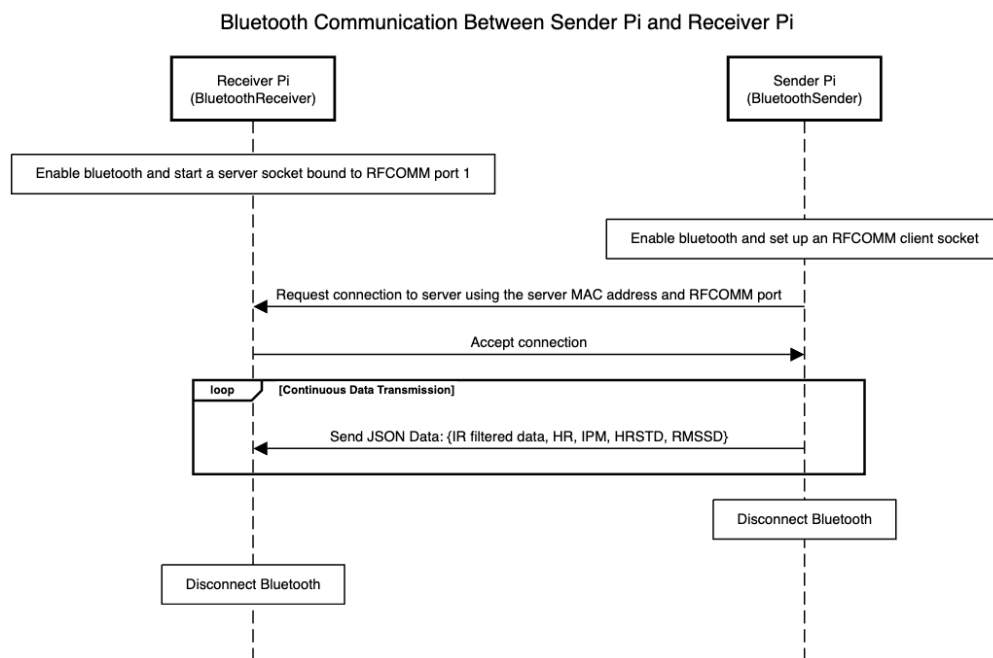 Bluetooth Communication Between Sender Pi and Receiver Pi
Receiver Pi
(BluetoothReceiver)
Sender Pi
(BluetoothSender)
Enable bluetooth and start a server socket bound to RFCOMM port 1
Enable bluetooth and set up an RFCOMM client socket
Request connection to server using the server MAC address and RFCOMM port
Accept connection
loop
[Continuous Data Transmission]
Send JSON Data: {IR filtered data, HR, IPM, HRSTD, RMSSD}
Disconnect Bluetooth
Disconnect Bluetooth